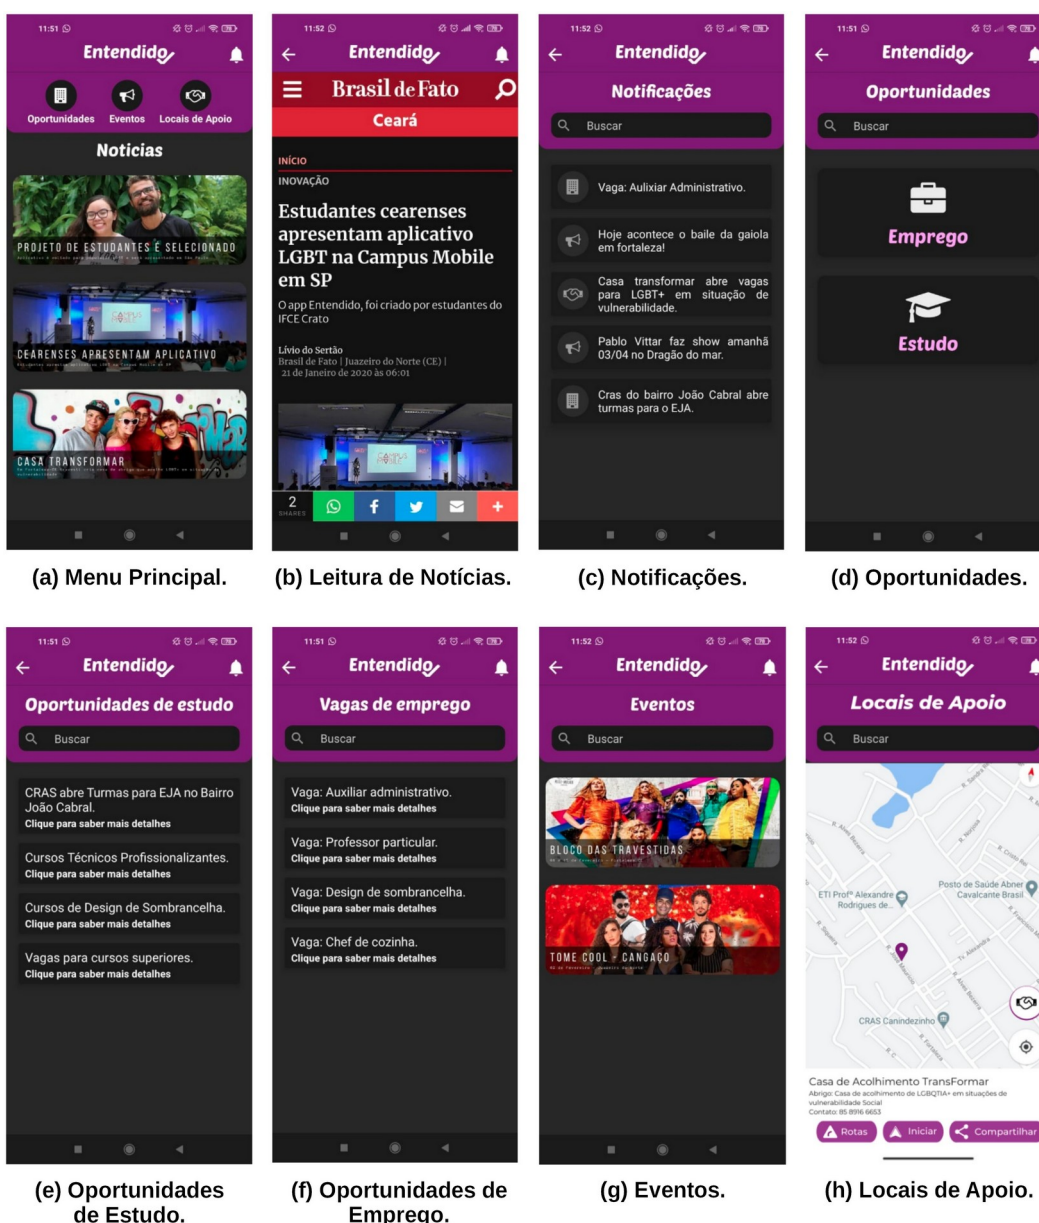 11:51
Entendido
Oportunidades Eventos Locais de Apoio
Noticias
PROJETO DE ESTUDANTES É SELECIONADO
CEARENSES APRESENTAM APLICATIVO
CASA TRANSFORMAR
(a) Menu Principal.
11:52
Entendido
Brasil de Fato
Ceará
INÍCIO
INOVAÇÃO
Estudantes cearenses
apresentam aplicativo
LGBT na Campus Mobile
em SP
O app Entendido, foi criado por estudantes do
IFCE Crato
Lívio do Sertão
Brasil de Fato | Juazeiro do Norte (CE) |
21 de Janeiro de 2020 às 06:01
CAMPUS
MOBILE
2
SHARES
(b) Leitura de Notícias.
11:52
Entendido
Notificações
Buscar
Vaga: Aulixiar Administrativo.
Hoje acontece o baile da gaiola
em fortaleza!
Casa transformar abre vagas
para LGBT+ em situação de
vulnerabilidade.
Pablo Vittar faz show amanhã
03/04 no Dragão do mar.
Cras do bairro João Cabral abre
turmas para o EJA.
(c) Notificações.
11:51
Entendido
Oportunidades
Buscar
Emprego
Estudo
(d) Oportunidades.
11:51
Entendido
Oportunidades de estudo
Buscar
CRAS abre Turmas para EJA no Bairro
João Cabral.
Clique para saber mais detalhes
Cursos Técnicos Profissionalizantes.
Clique para saber mais detalhes
Cursos de Design de Sombrancelha.
Clique para saber mais detalhes
Vagas para cursos superiores.
Clique para saber mais detalhes
(e) Oportunidades
de Estudo.
11:51
Entendido
Vagas de emprego
Buscar
Vaga: Auxiliar administrativo.
Clique para saber mais detalhes
Vaga: Professor particular.
Clique para saber mais detalhes
Vaga: Design de sombrancelha.
Clique para saber mais detalhes
Vaga: Chef de cozinha.
Clique para saber mais detalhes
(f) Oportunidades de
Emprego.
11:52
Entendido
Eventos
Buscar
BLOCO DAS TRAVESTIDAS
TOME COOL - CANGAÇO
(g) Eventos.
11:52
Entendido
Locais de Apoio
Buscar
R. Alves Bezerra
ETI Profº Alexandre
Rodrigues de...
Posto de Saúde Abner
Cavalcante Brasil
R. Siqueira
Tv. Alexandria
R. Alves Bezerra
CRAS Canindezinho
R. Fortaleza
R. C
Casa de Acolhimento TransFormar
Abrigo: Casa de acolhimento de LGBQTIA+ em situações de
vulnerabilidade Social
Contato: 85 8916 6653
Rotas Iniciar Compartilhar
(h) Locais de Apoio.